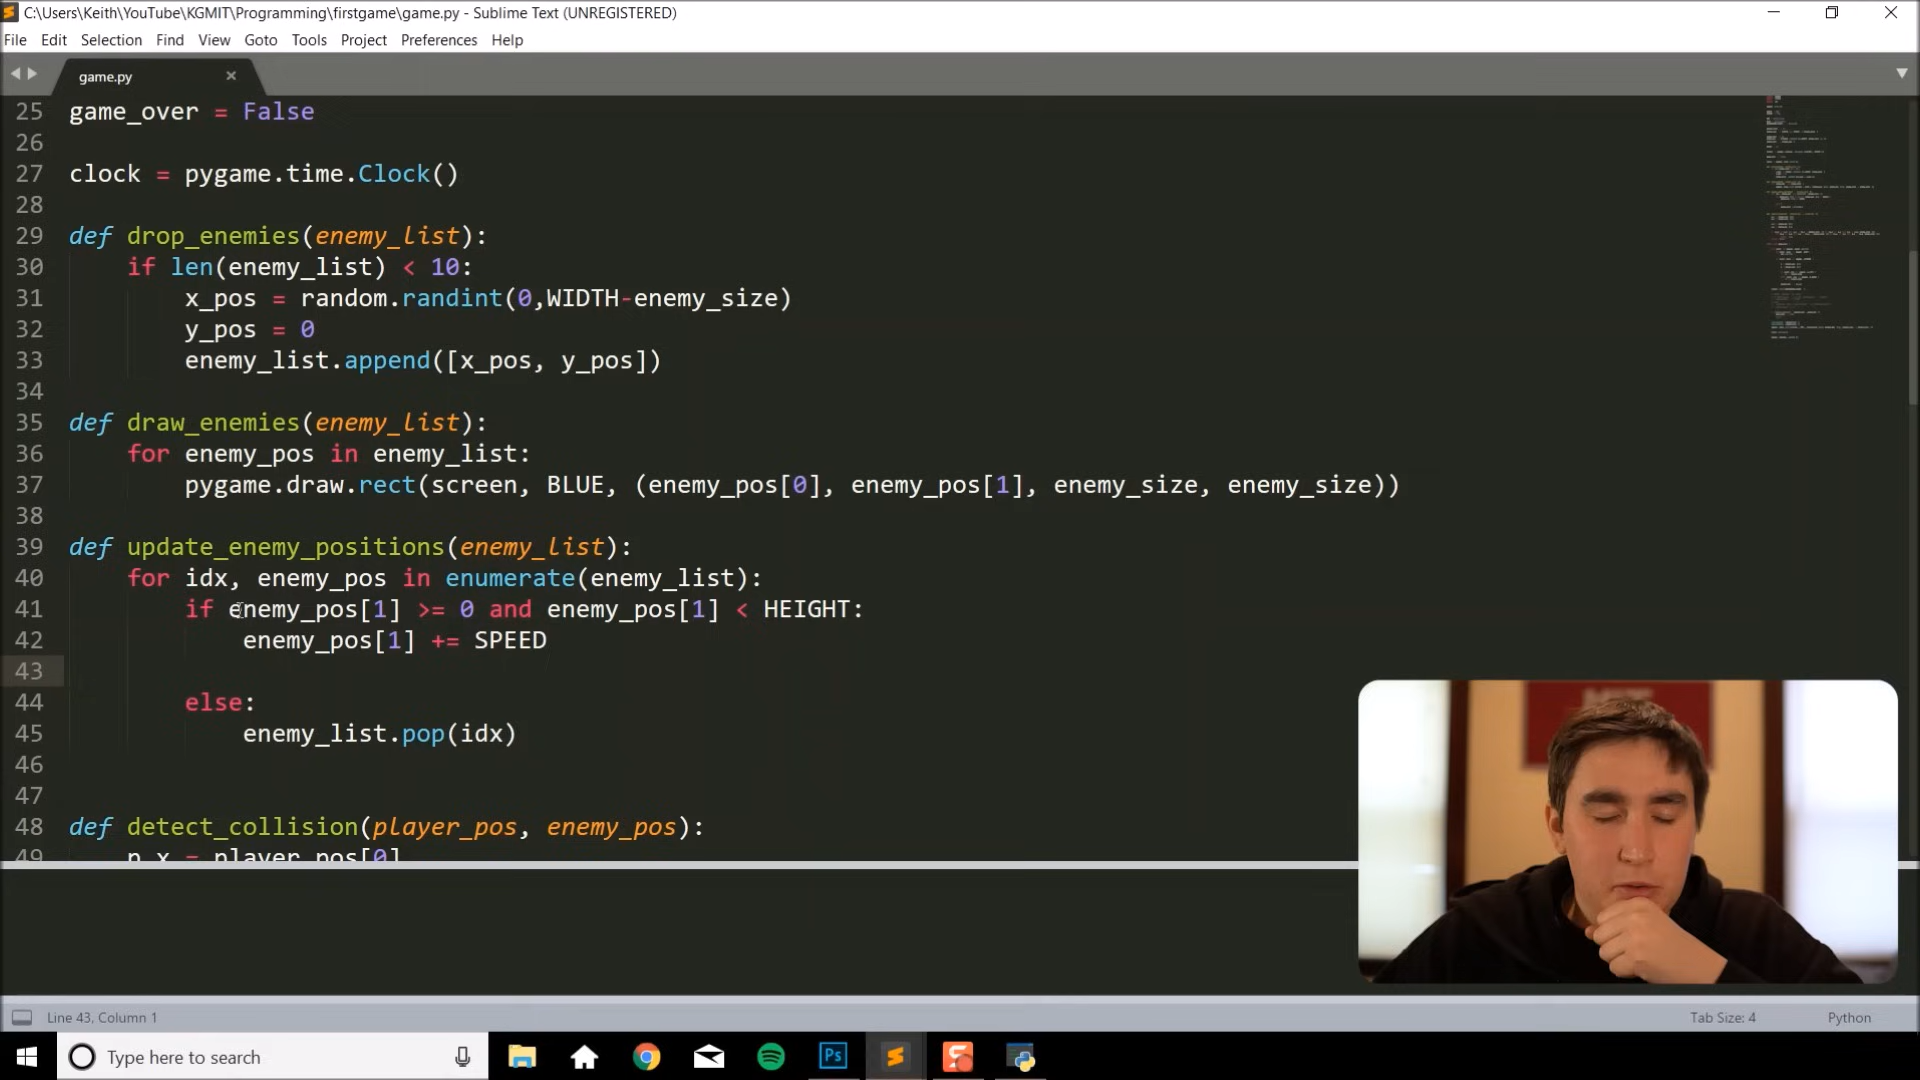 C:\Users\Keith\YouTube\KGMIT\Programming\firstgame\game.py - Sublime Text (UNREGISTERED)
File Edit Selection Find View Goto Tools Project Preferences Help
game.py
25 game_over = False
26
27 clock = pygame.time.Clock()
28
29 def drop_enemies(enemy_list):
30 if len(enemy_list) < 10:
31 x_pos = random.randint(0,WIDTH-enemy_size)
32 y_pos = 0
33 enemy_list.append([x_pos, y_pos])
34
35 def draw_enemies(enemy_list):
36 for enemy_pos in enemy_list:
37 pygame.draw.rect(screen, BLUE, (enemy_pos[0], enemy_pos[1], enemy_size, enemy_size))
38
39 def update_enemy_positions(enemy_list):
40 for idx, enemy_pos in enumerate(enemy_list):
41 if enemy_pos[1] >= 0 and enemy_pos[1] < HEIGHT:
42 enemy_pos[1] += SPEED
43
44 else:
45 enemy_list.pop(idx)
46
47
48 def detect_collision(player_pos, enemy_pos):
49 p_x = player_pos[0]
Line 43, Column 1
Tab Size: 4
Python
Type here to search
Ps